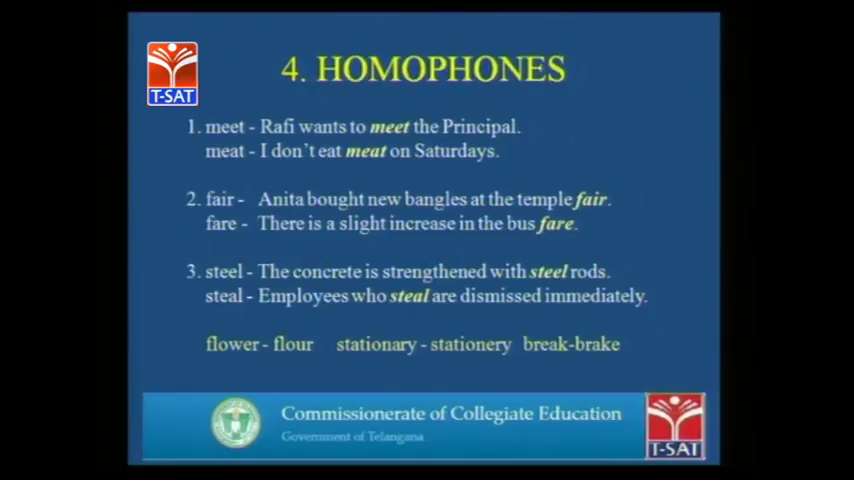 T-SAT
4. HOMOPHONES
1. meet - Rafi wants to meet the Principal.
meat - I don't eat meat on Saturdays.
2. fair - Anita bought new bangles at the temple fair.
fare - There is a slight increase in the bus fare.
3. steel - The concrete is strengthened with steel rods.
steal - Employees who steal are dismissed immediately.
flower - flour stationary - stationery break-brake
Commissionerate of Collegiate Education
Government of Telangana
T-SAT